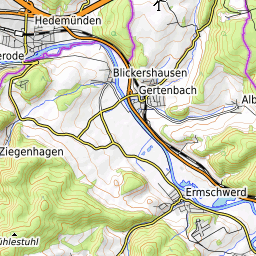 Hedemünden
erode
Blickershausen
Gertenbach
Alb
Ziegenhagen
Ermschwerd
ühlestuhl